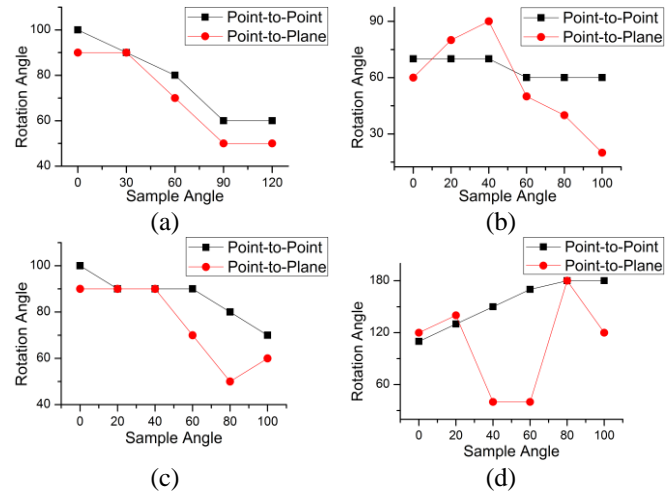 Point-to-Point
Point-to-Plane
100
80
60
40
Rotation Angle
0 30 60 90 120
Sample Angle
(a)
Point-to-Point
Point-to-Plane
90
60
30
Rotation Angle
0 20 40 60 80 100
Sample Angle
(b)
Point-to-Point
Point-to-Plane
100
80
60
40
Rotation Angle
0 20 40 60 80 100
Sample Angle
(c)
Point-to-Point
Point-to-Plane
180
120
60
Rotation Angle
0 20 40 60 80 100
Sample Angle
(d)